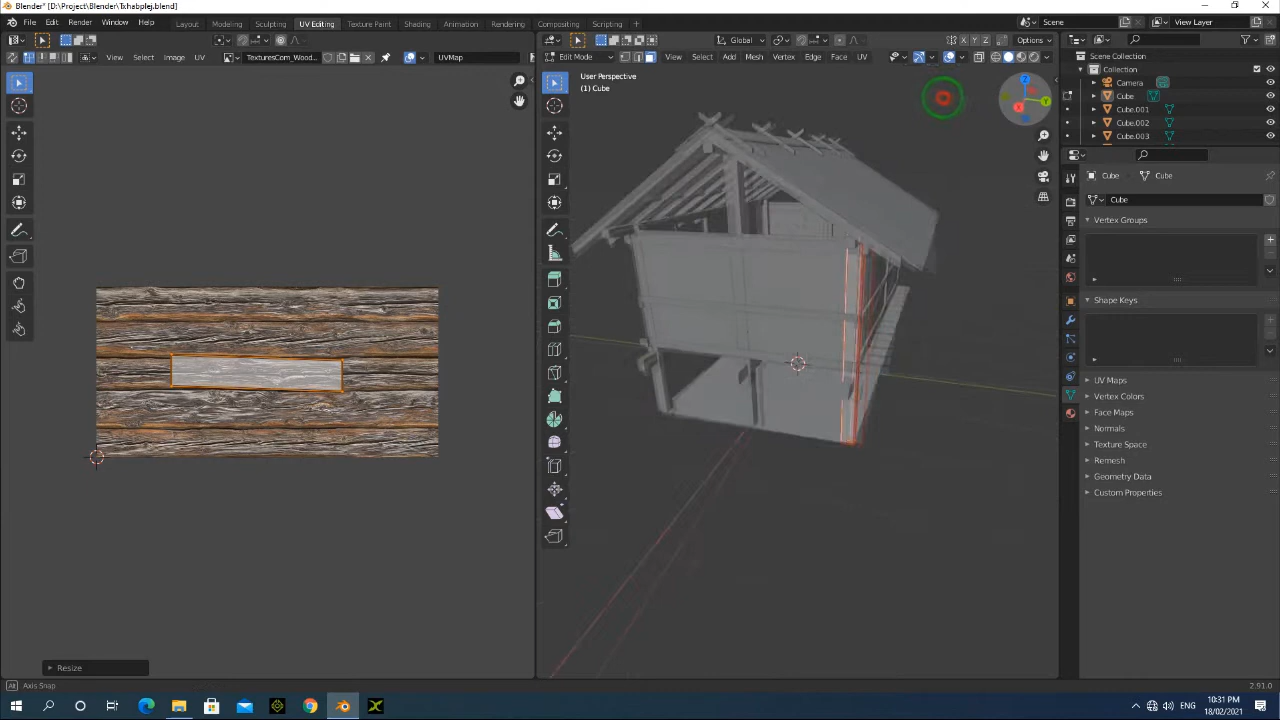 Blender* [D:\Project\Blender\Txhabplej.blend]
File Edit Render Window Help Layout Modeling Sculpting UV Editing Texture Paint Shading Animation Rendering Compositing Scripting + Scene View Layer
Global Options
View Select Image UV TexturesCom_Wood... UVMap Edit Mode View Select Add Mesh Vertex Edge Face UV
User Perspective
(1) Cube
X Y Z
Scene Collection
Collection
Camera
Cube
Cube.001
Cube.002
Cube.003
Cube Cube
Cube
Vertex Groups
Shape Keys
UV Maps
Vertex Colors
Face Maps
Normals
Texture Space
Remesh
Geometry Data
Custom Properties
Resize
Alt Axis Snap 2.91.0
ENG 10:31 PM
18/02/2021